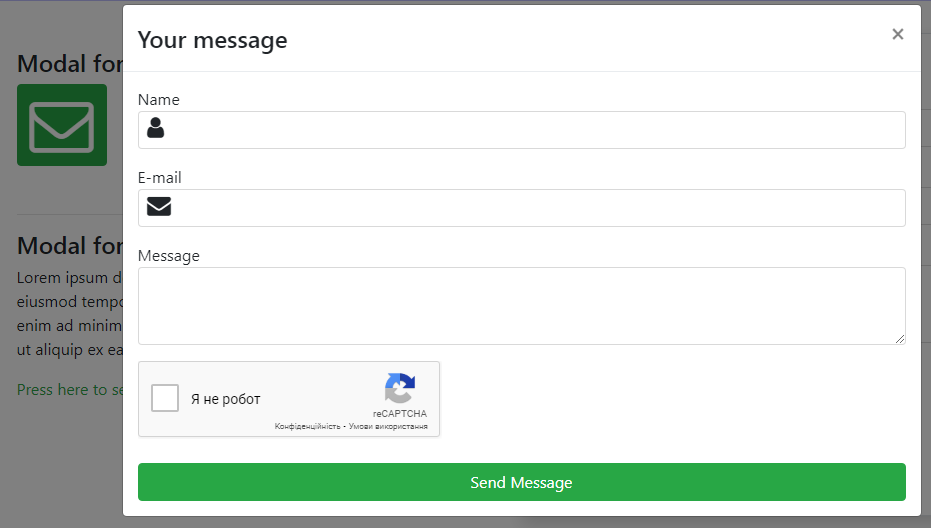 Your message
×
Name
E-mail
Message
Я не робот
reCAPTCHA
Конфіденційність - Умови використання
Send Message
Modal for
Modal for
Lorem ipsum d
eiusmod tempo
enim ad minim
ut aliquip ex ea
Press here to se